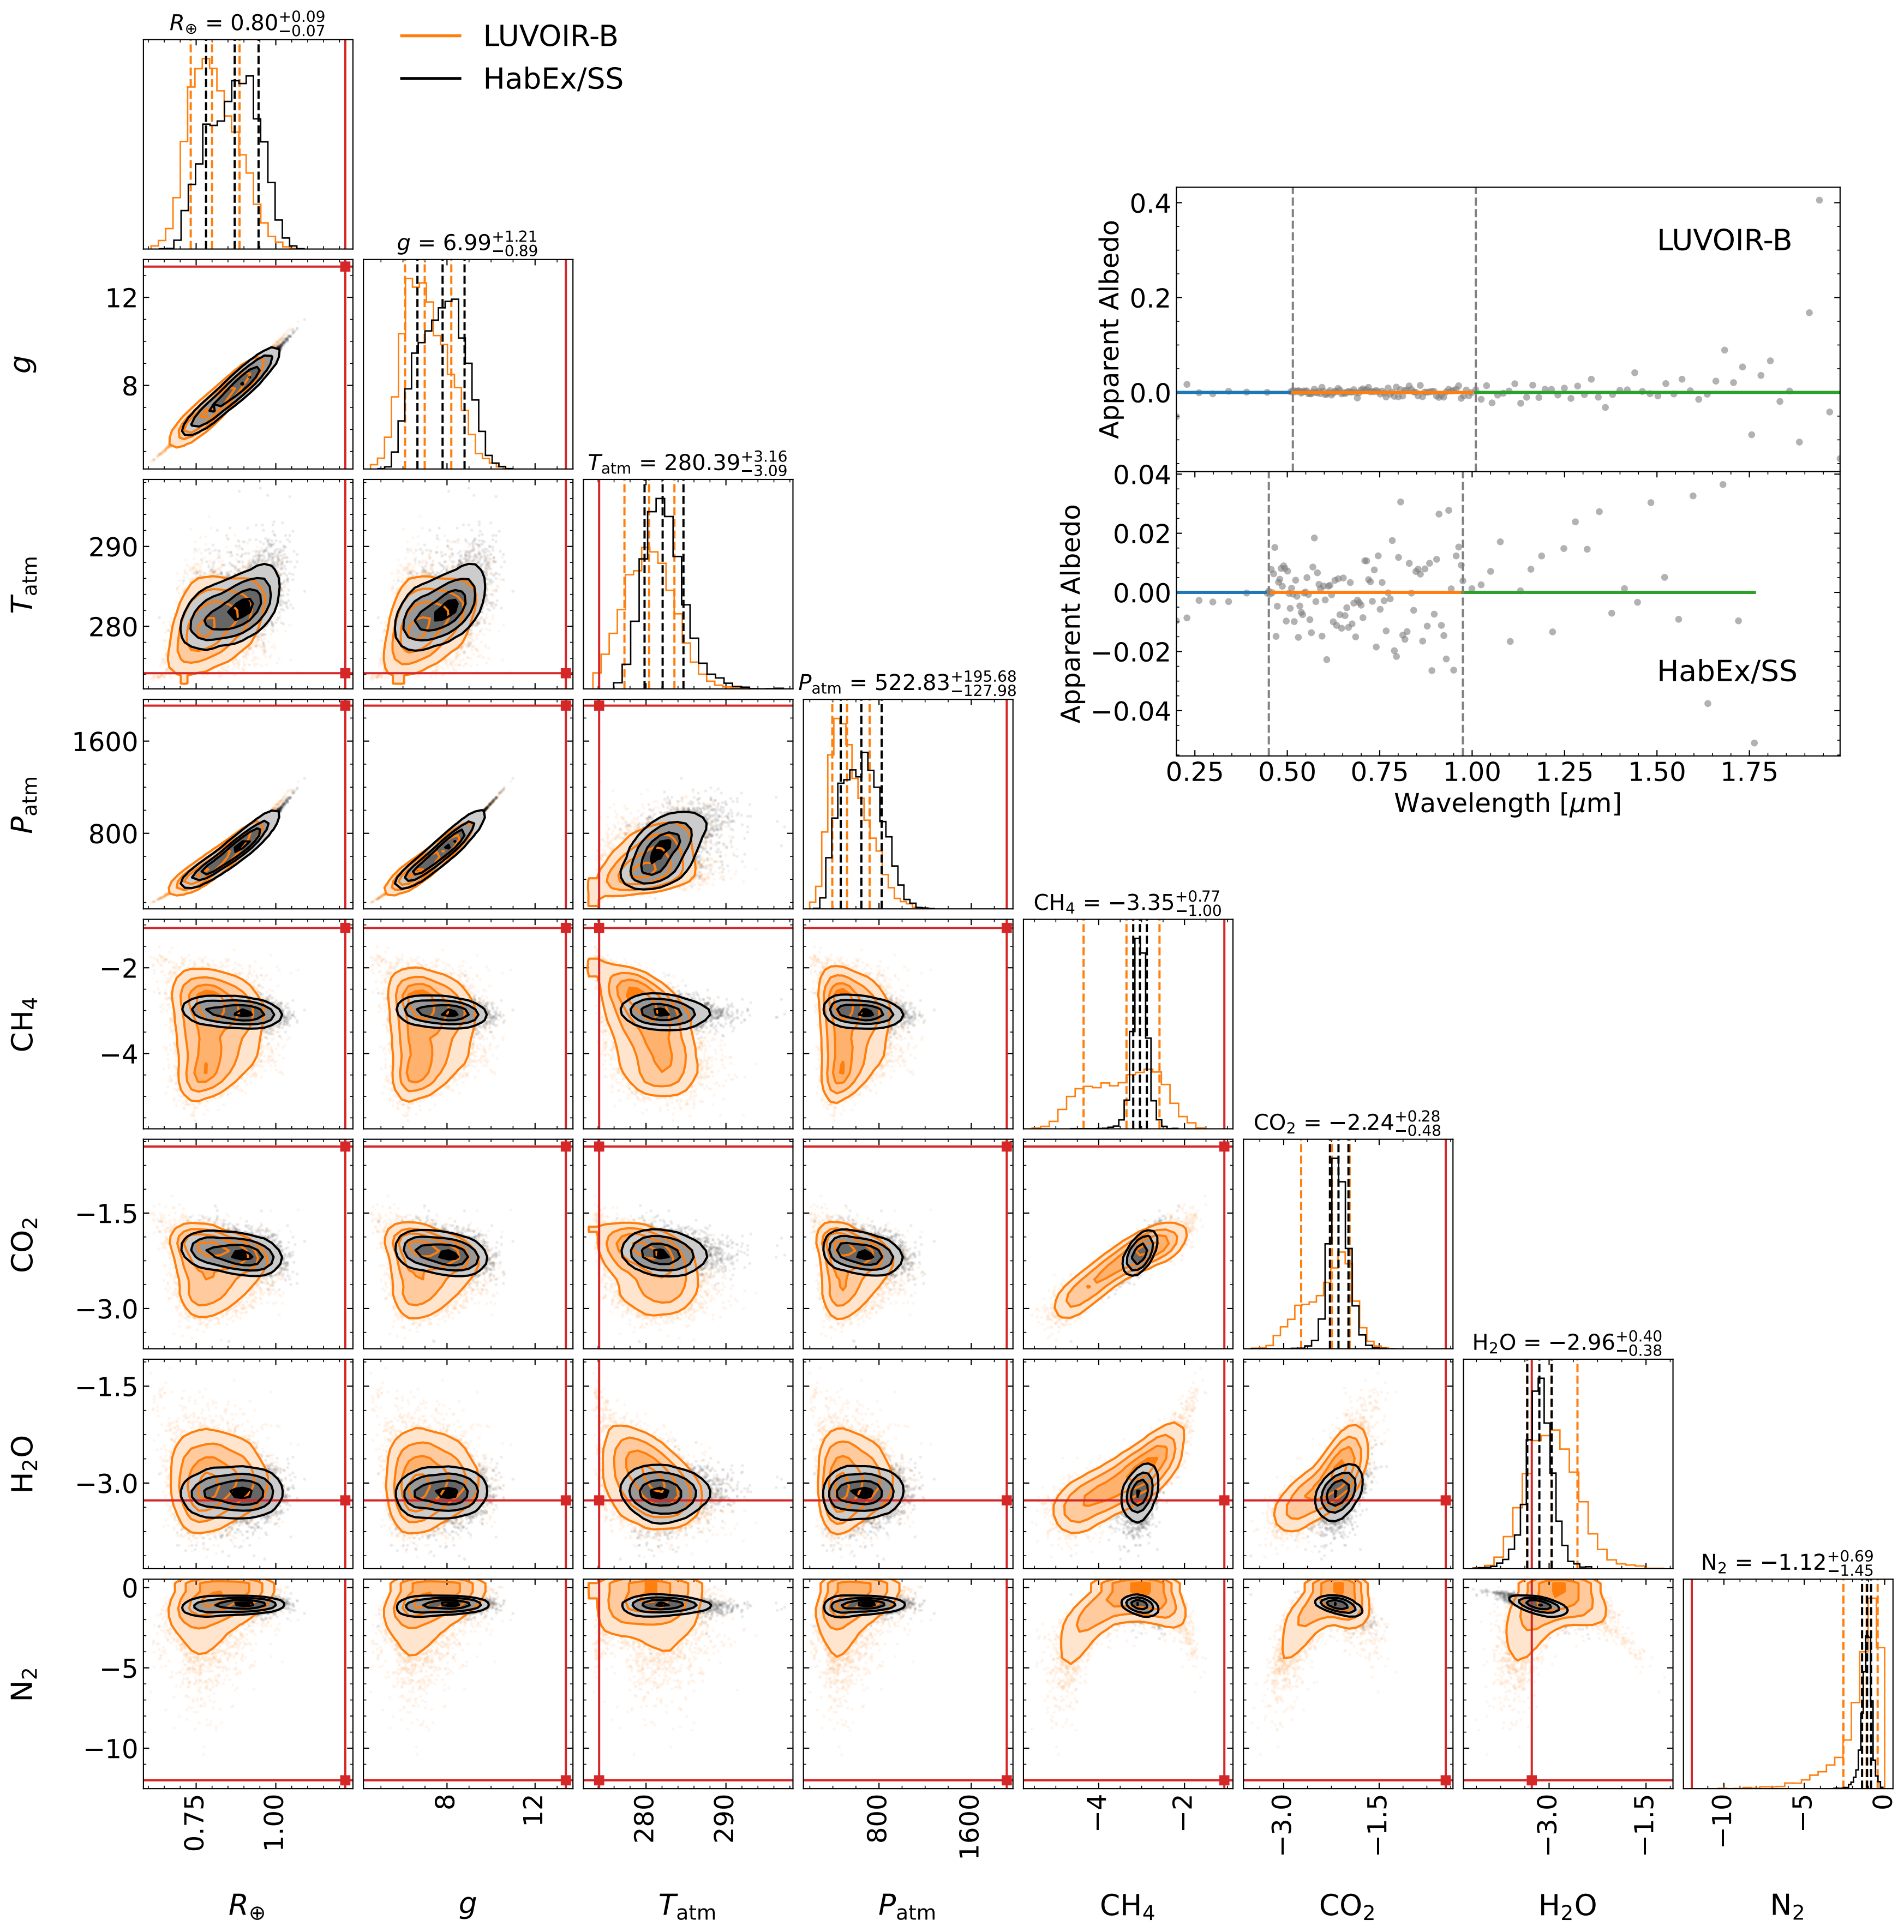 R⊕ = 0.80 +0.09 −0.07
LUVOIR-B
HabEx/SS
g = 6.99 +1.21 −0.89
T_atm = 280.39 +3.16 −3.09
P_atm = 522.83 +195.68 −127.98
CH₄ = −3.35 +0.77 −1.00
CO₂ = −2.24 +0.28 −0.48
H₂O = −2.96 +0.40 −0.38
N₂ = −1.12 +0.69 −1.45
Apparent Albedo
0.4
0.2
0.0
LUVOIR-B
Apparent Albedo
0.04
0.02
0.00
−0.02
−0.04
HabEx/SS
0.25 0.50 0.75 1.00 1.25 1.50 1.75
Wavelength [μm]
g
12
8
T_atm
290
280
P_atm
1600
800
CH₄
−2
−4
CO₂
−1.5
−3.0
H₂O
−1.5
−3.0
N₂
0
−5
−10
0.75 1.00 8 12 280 290 800 1600 −4 −2 −3.0 −1.5 −3.0 −1.5 −10 −5 0
R⊕ g T_atm P_atm CH₄ CO₂ H₂O N₂